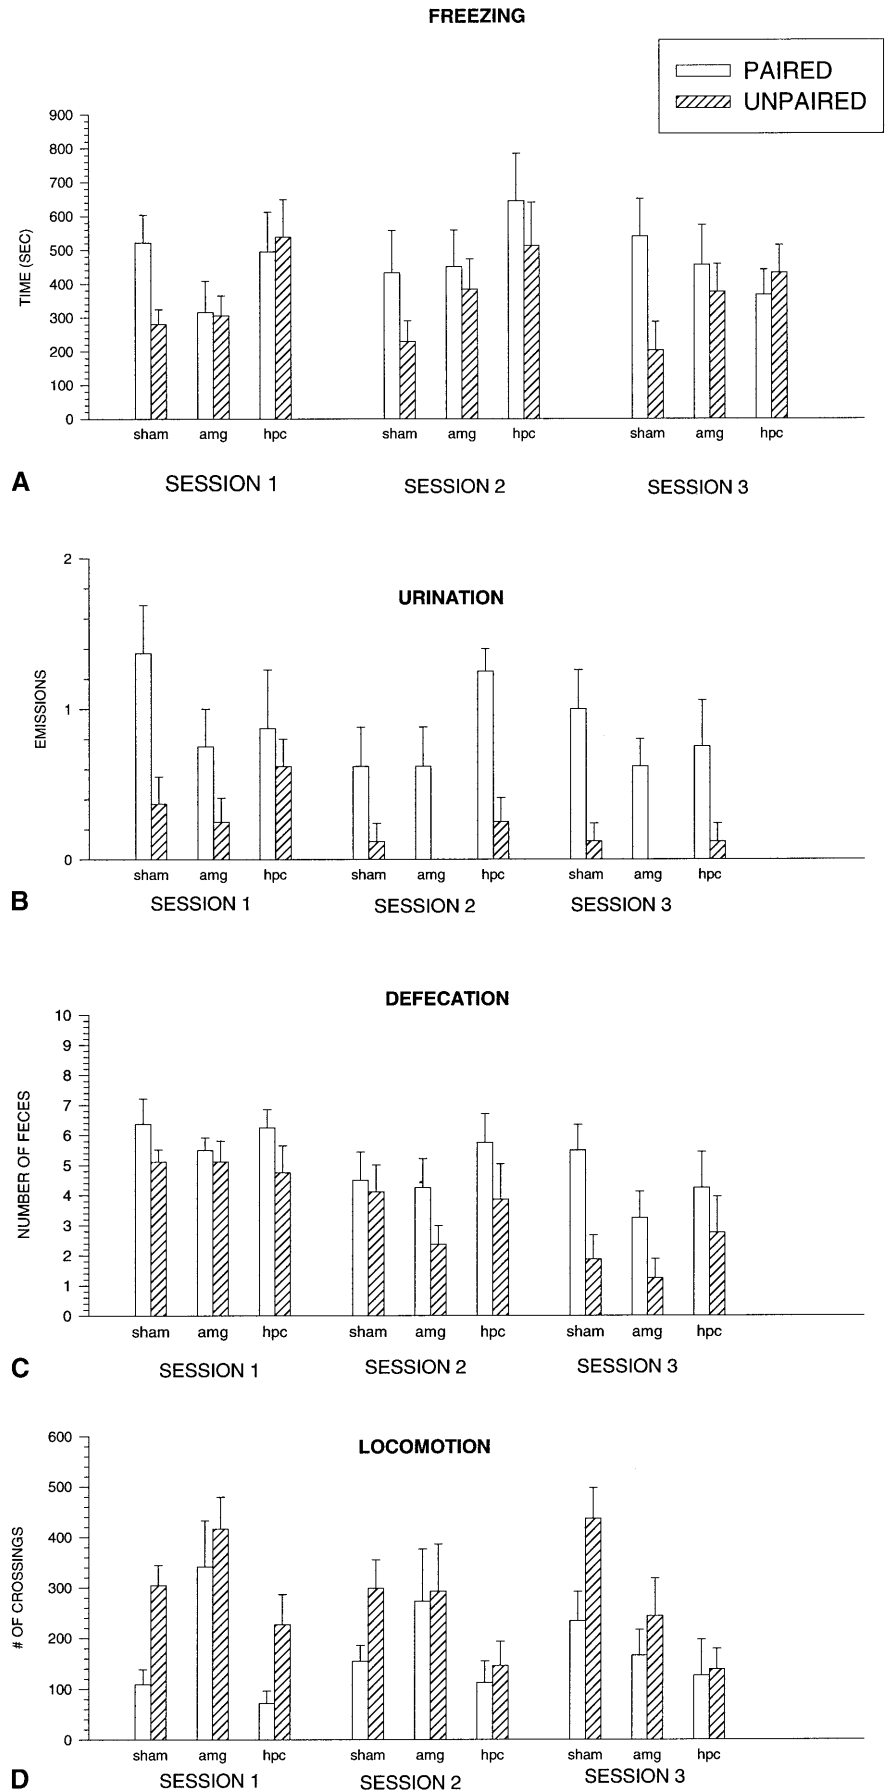 FREEZING
PAIRED
UNPAIRED
900
800
700
600
500
400
300
200
100
0
TIME (SEC)
sham amg hpc sham amg hpc sham amg hpc
A SESSION 1 SESSION 2 SESSION 3
URINATION
2
1
0
EMISSIONS
sham amg hpc sham amg hpc sham amg hpc
B SESSION 1 SESSION 2 SESSION 3
DEFECATION
10
9
8
7
6
5
4
3
2
1
0
NUMBER OF FECES
sham amg hpc sham amg hpc sham amg hpc
C SESSION 1 SESSION 2 SESSION 3
LOCOMOTION
600
500
400
300
200
100
0
# OF CROSSINGS
sham amg hpc sham amg hpc sham amg hpc
D SESSION 1 SESSION 2 SESSION 3